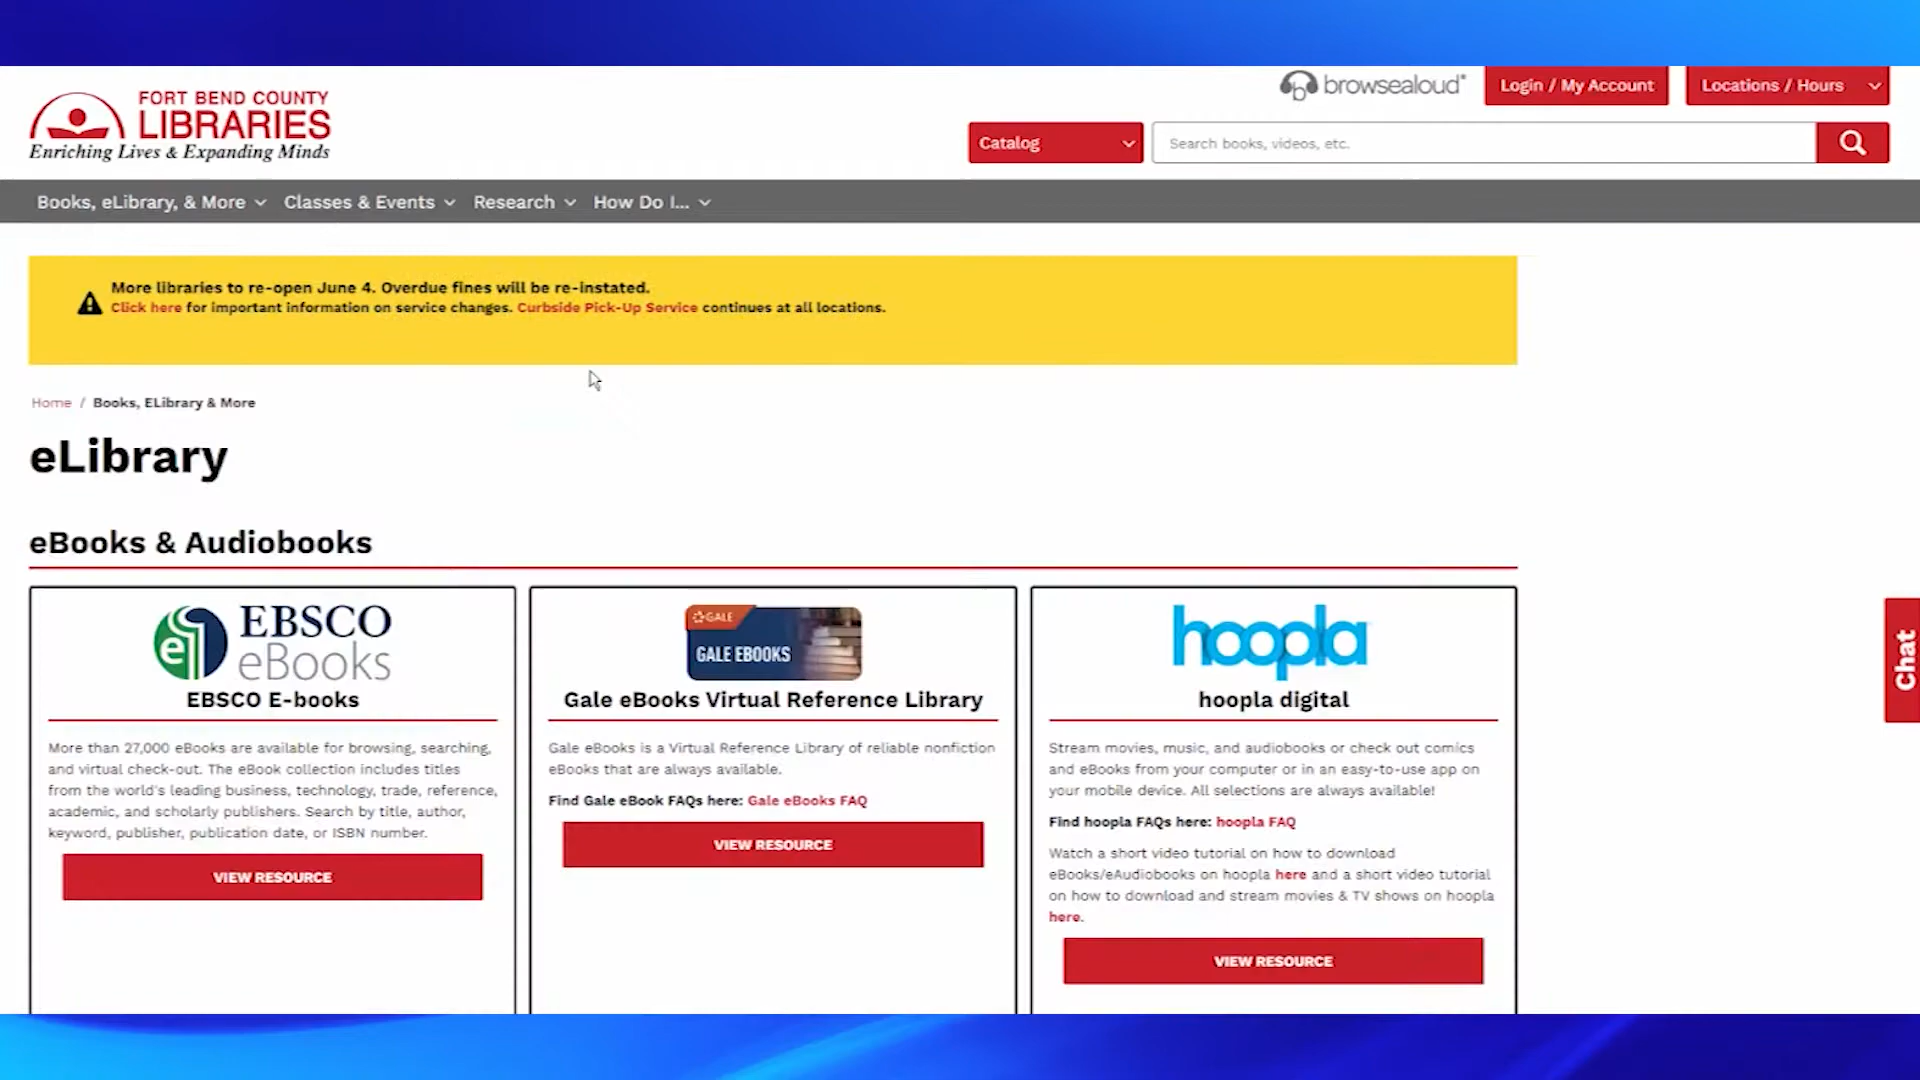 FORT BEND COUNTY
LIBRARIES
Enriching Lives & Expanding Minds
browsealoud
Login / My Account
Locations / Hours
Catalog
Search books, videos, etc.
Books, eLibrary, & More
Classes & Events
Research
How Do I...
More libraries to re-open June 4. Overdue fines will be re-instated.
Click here for important information on service changes. Curbside Pick-Up Service continues at all locations.
Home / Books, ELibrary & More
eLibrary
eBooks & Audiobooks
e
EBSCO
eBooks
EBSCO E-books
More than 27,000 eBooks are available for browsing, searching,
and virtual check-out. The eBook collection includes titles
from the world's leading business, technology, trade, reference,
academic, and scholarly publishers. Search by title, author,
keyword, publisher, publication date, or ISBN number.
VIEW RESOURCE
GALE
GALE EBOOKS
Gale eBooks Virtual Reference Library
Gale eBooks is a Virtual Reference Library of reliable nonfiction
eBooks that are always available.
Find Gale eBook FAQs here: Gale eBooks FAQ
VIEW RESOURCE
hoopla
hoopla digital
Stream movies, music, and audiobooks or check out comics
and eBooks from your computer or in an easy-to-use app on
your mobile device. All selections are always available!
Find hoopla FAQs here: hoopla FAQ
Watch a short video tutorial on how to download
eBooks/eAudiobooks on hoopla here and a short video tutorial
on how to download and stream movies & TV shows on hoopla
here.
VIEW RESOURCE
Chat